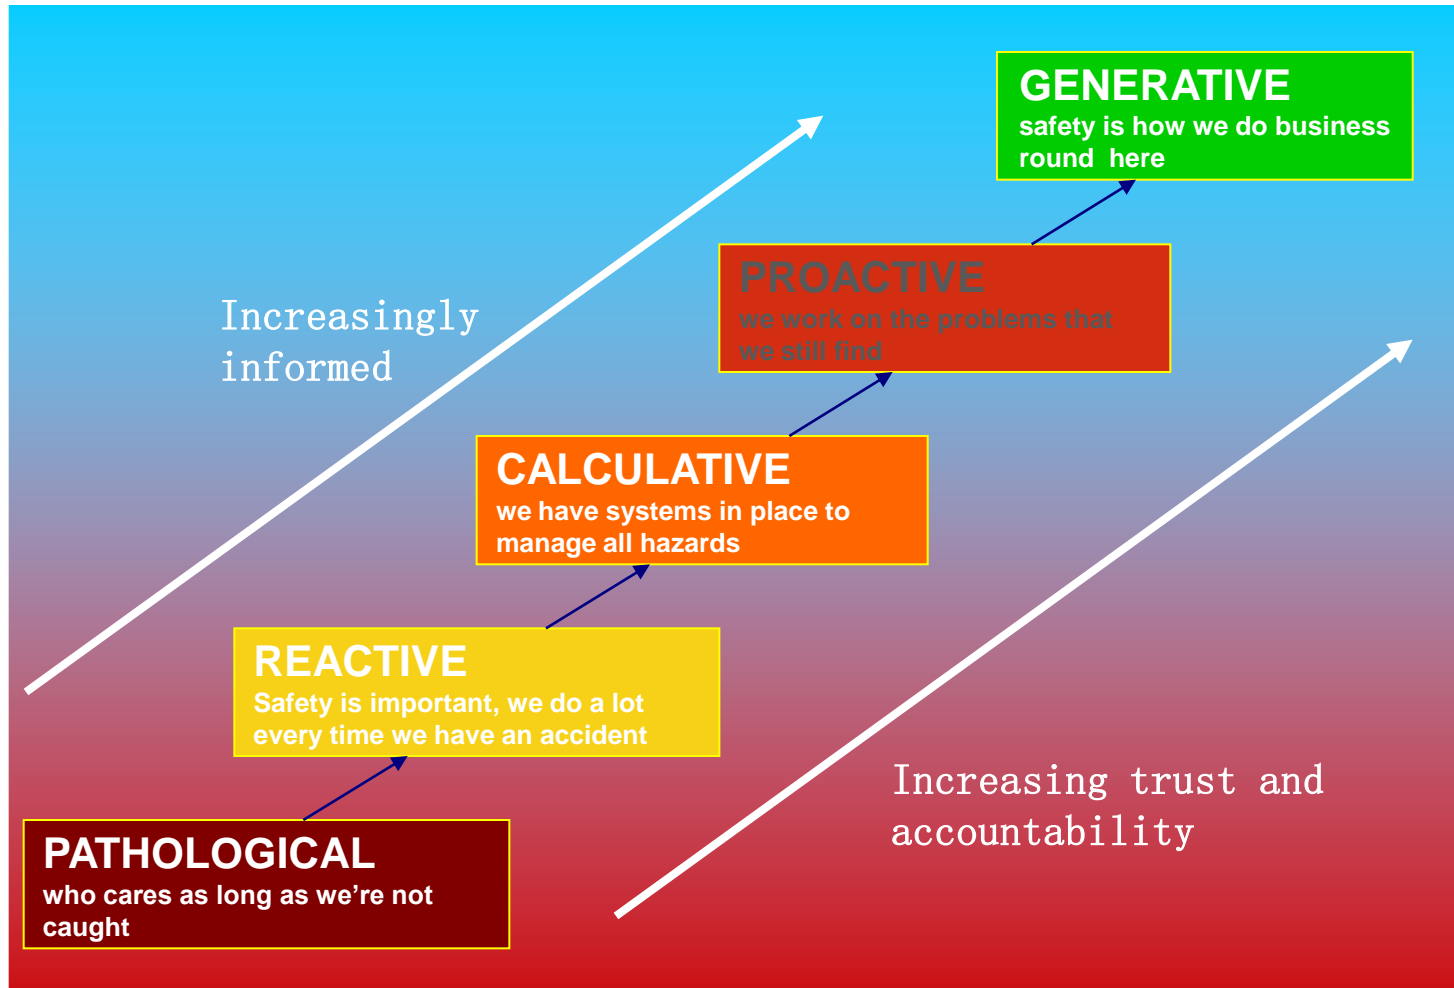 GENERATIVE
safety is how we do business
round  here
PROACTIVE
we work on the problems that
we still find
Increasingly
informed
CALCULATIVE
we have systems in place to
manage all hazards
REACTIVE
Safety is important, we do a lot
every time we have an accident
Increasing trust and
accountability
PATHOLOGICAL
who cares as long as we’re not
caught